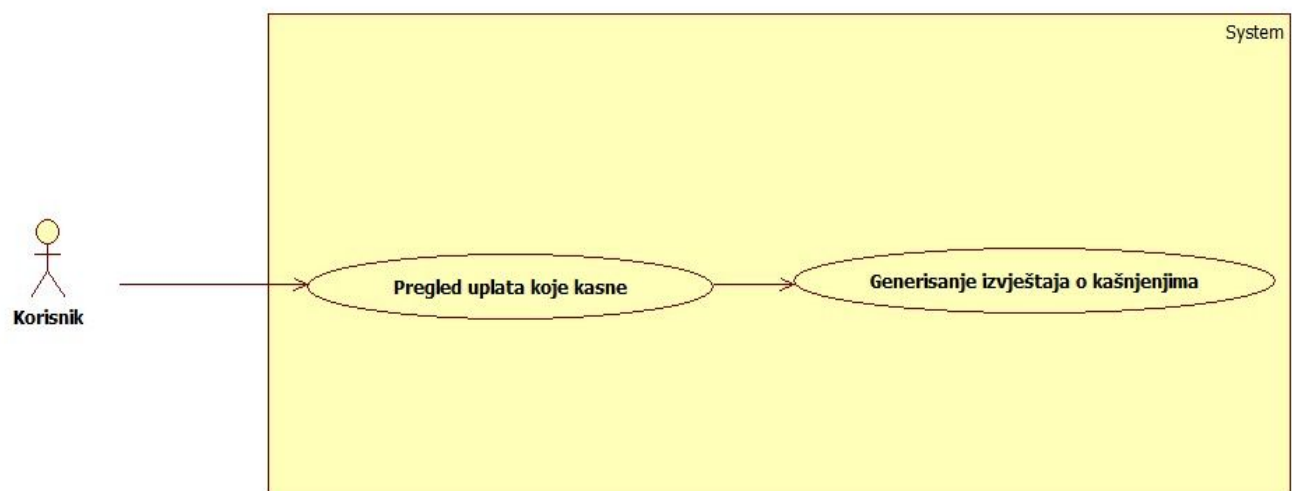 System
Korisnik
Pregled uplata koje kasne
Generisanje izvještaja o kašnjenjima